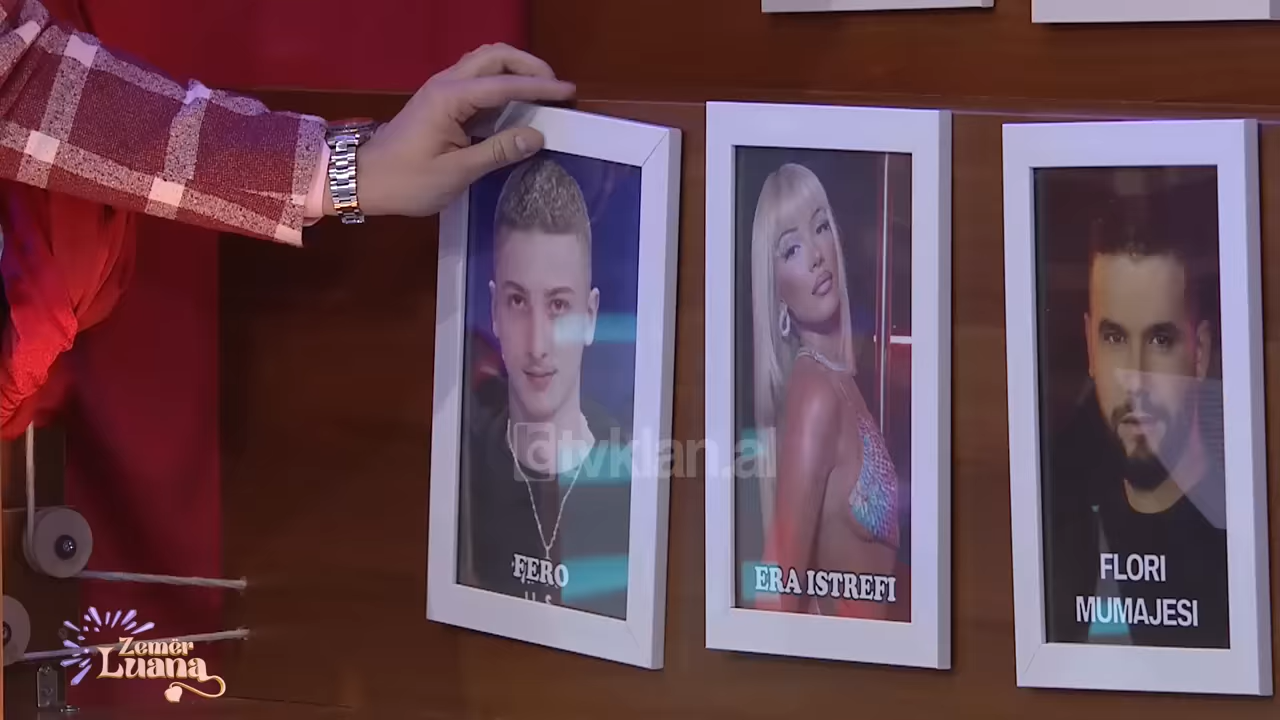 FERO
ERA ISTREFI
FLORI
MUMAJESI
tvklan.al
Zemër
Luana